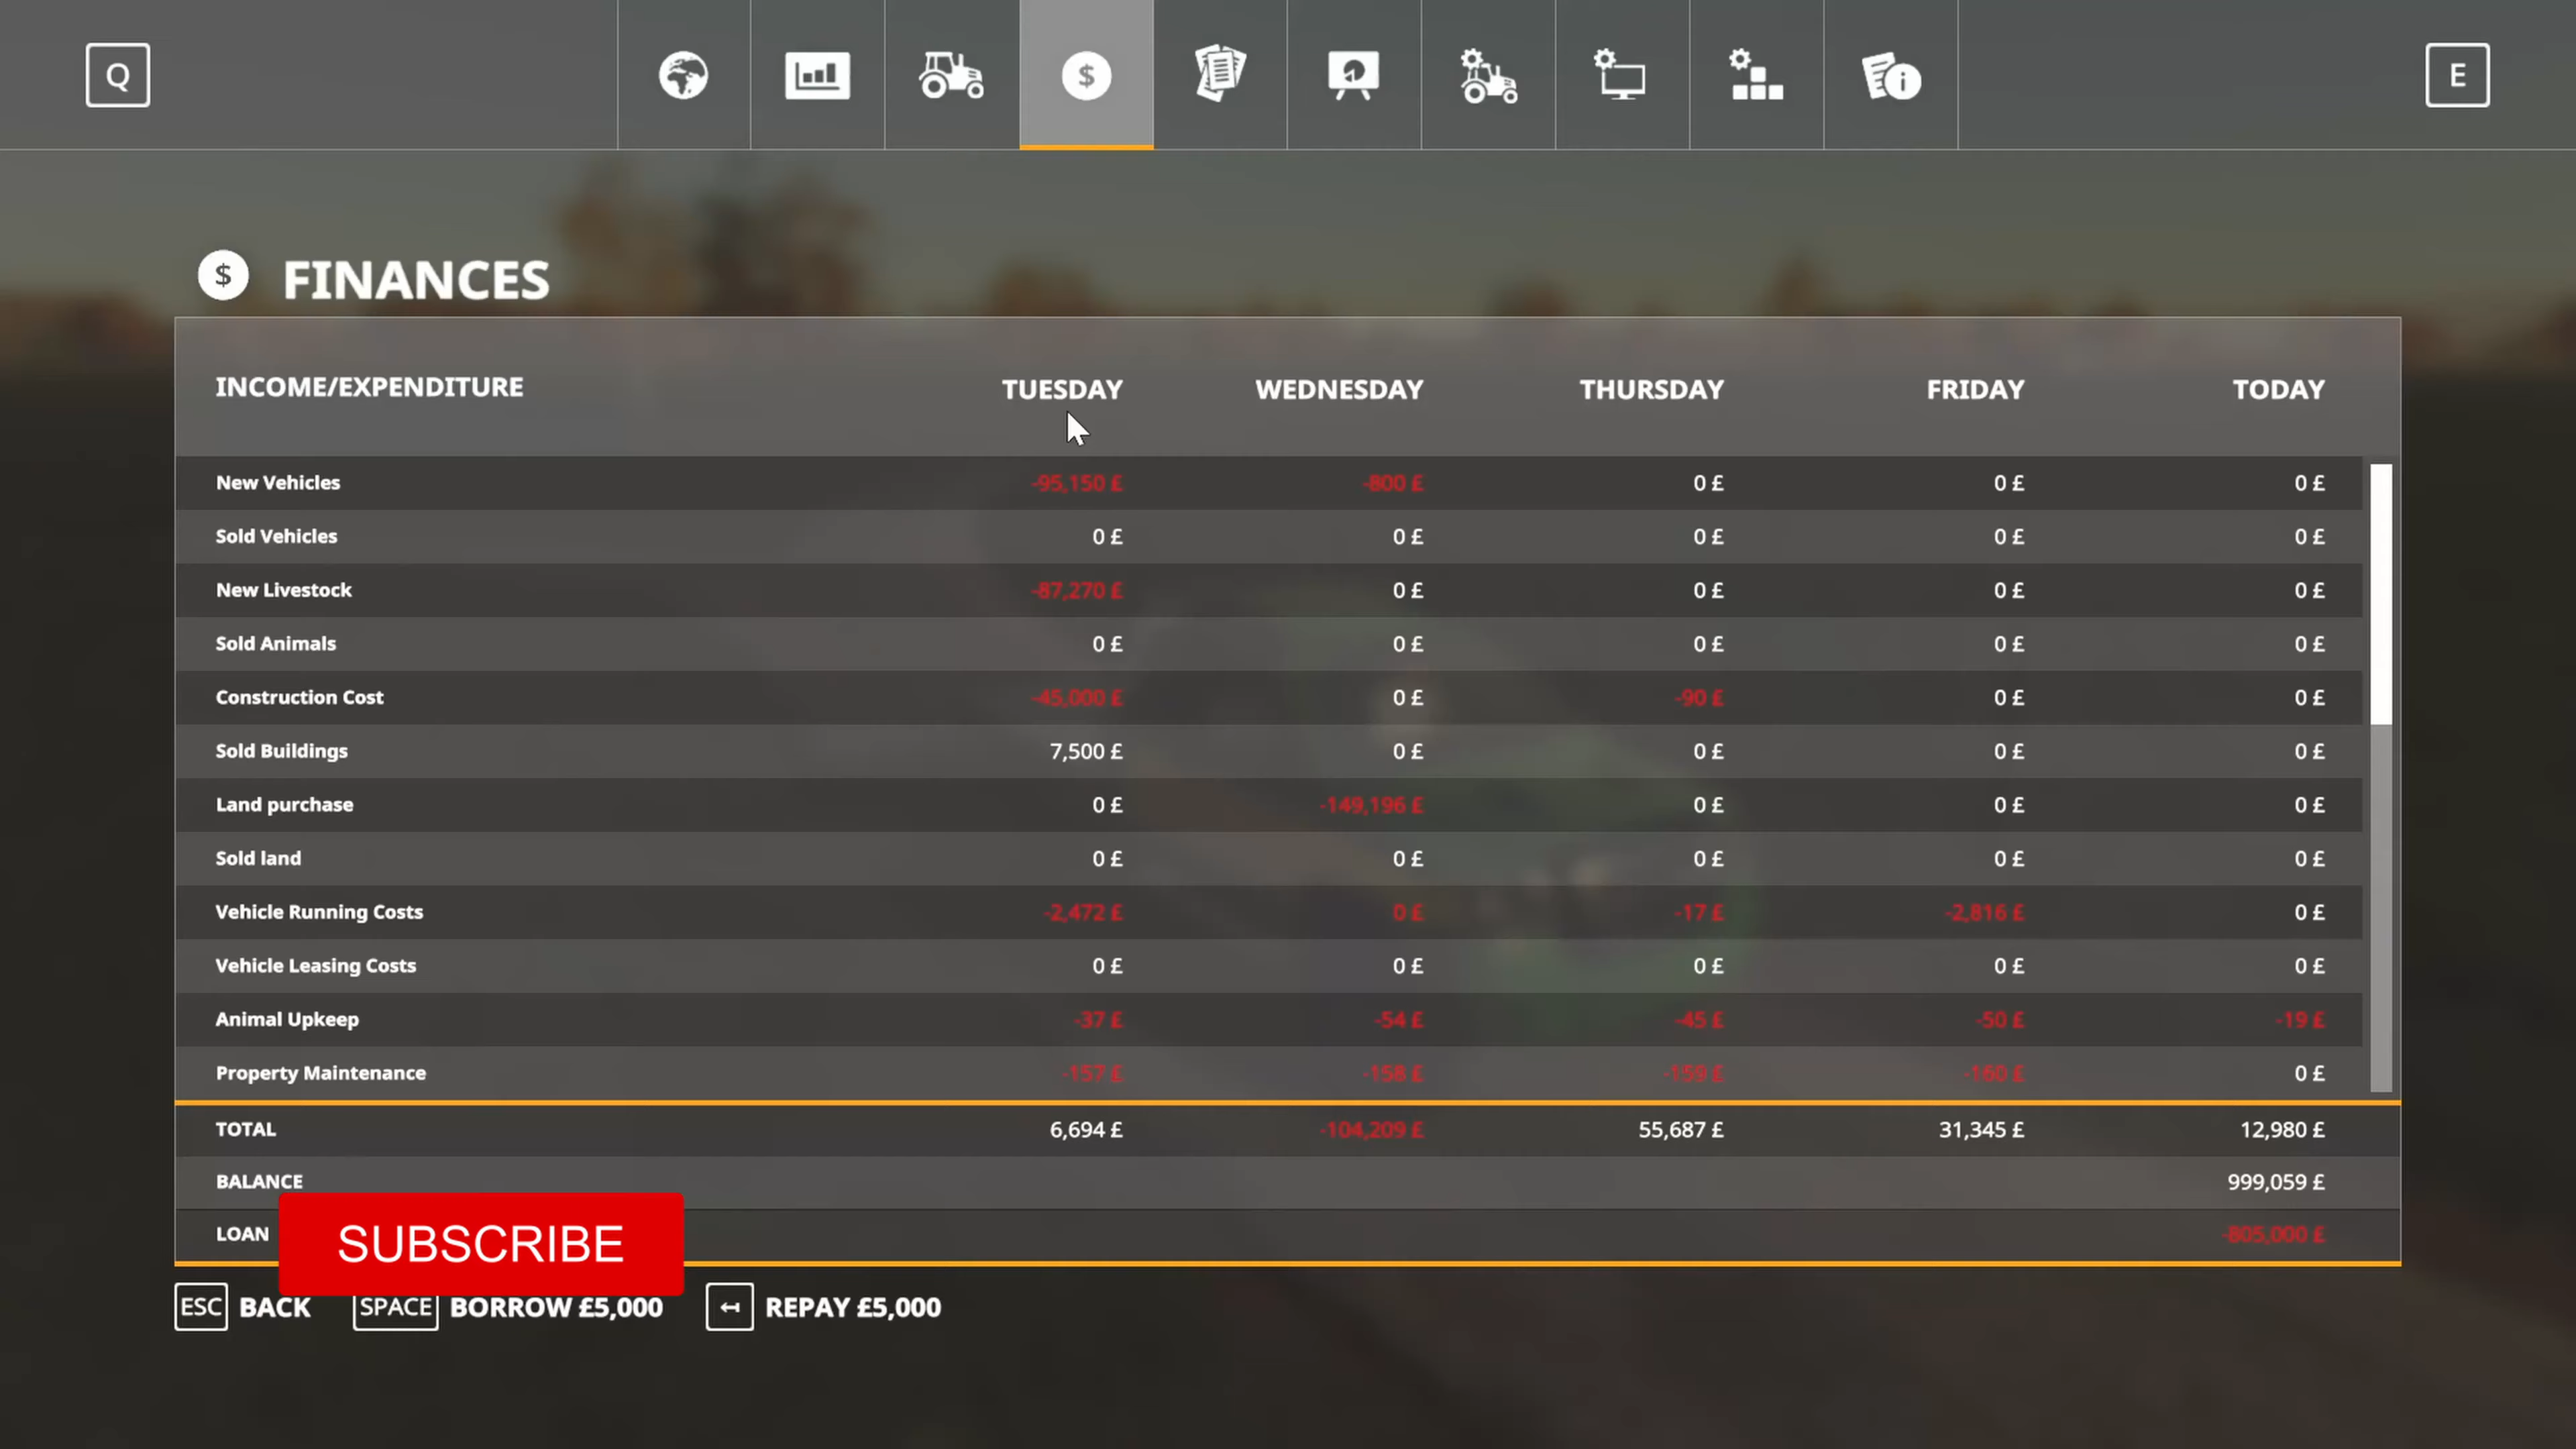 Q
E
$
$ FINANCES
INCOME/EXPENDITURE TUESDAY WEDNESDAY THURSDAY FRIDAY TODAY
New Vehicles -95,150 £ -800 £ 0 £ 0 £ 0 £
Sold Vehicles 0 £ 0 £ 0 £ 0 £ 0 £
New Livestock -87,270 £ 0 £ 0 £ 0 £ 0 £
Sold Animals 0 £ 0 £ 0 £ 0 £ 0 £
Construction Cost -45,000 £ 0 £ -90 £ 0 £ 0 £
Sold Buildings 7,500 £ 0 £ 0 £ 0 £ 0 £
Land purchase 0 £ -149,196 £ 0 £ 0 £ 0 £
Sold land 0 £ 0 £ 0 £ 0 £ 0 £
Vehicle Running Costs -2,472 £ 0 £ -17 £ -2,816 £ 0 £
Vehicle Leasing Costs 0 £ 0 £ 0 £ 0 £ 0 £
Animal Upkeep -37 £ -54 £ -45 £ -50 £ -19 £
Property Maintenance -157 £ -158 £ -159 £ -160 £ 0 £
TOTAL 6,694 £ -104,209 £ 55,687 £ 31,345 £ 12,980 £
BALANCE 999,059 £
LOAN -805,000 £
SUBSCRIBE
ESC BACK SPACE BORROW £5,000 REPAY £5,000